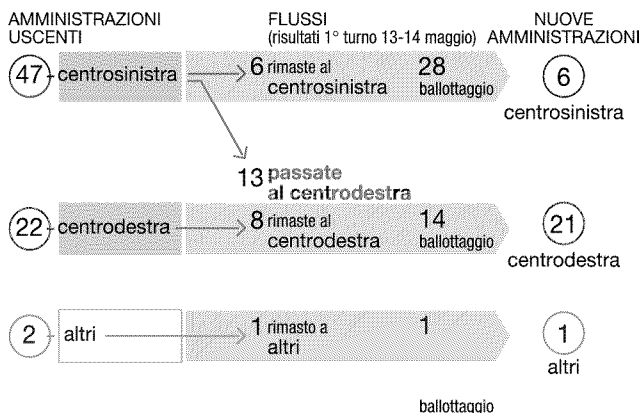 AMMINISTRAZIONI
USCENTI
FLUSSI
(risultati 1° turno 13-14 maggio)
NUOVE
AMMINISTRAZIONI
47 centrosinistra
6 rimaste al
centrosinistra
28
ballottaggio
6
centrosinistra
13 passate
al centrodestra
22 centrodestra
8 rimaste al
centrodestra
14
ballottaggio
21
centrodestra
2 altri
1 rimasto a
altri
1
ballottaggio
1
altri